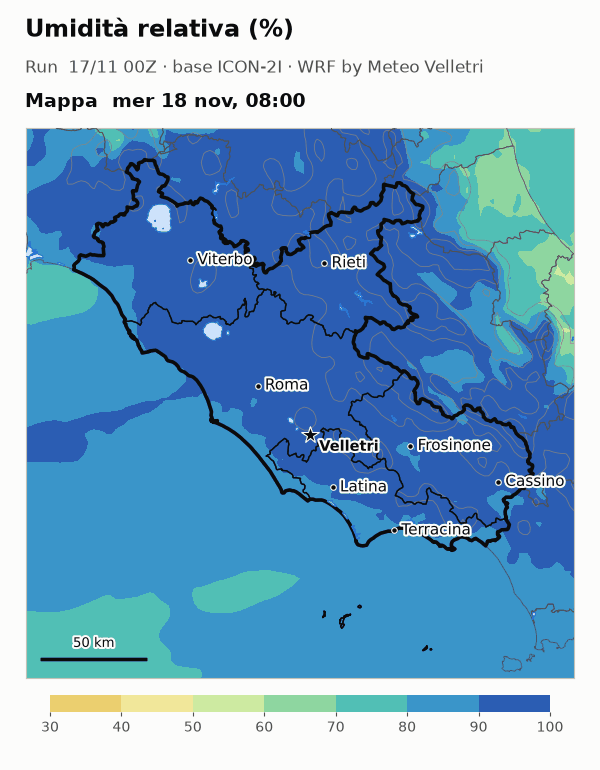 Umidità relativa (%)
Run 17/11 00Z · base ICON-2I · WRF by Meteo Velletri
Mappa mer 18 nov, 08:00
Viterbo
Rieti
Roma
Velletri
Frosinone
Cassino
Latina
Terracina
50 km
30 40 50 60 70 80 90 100